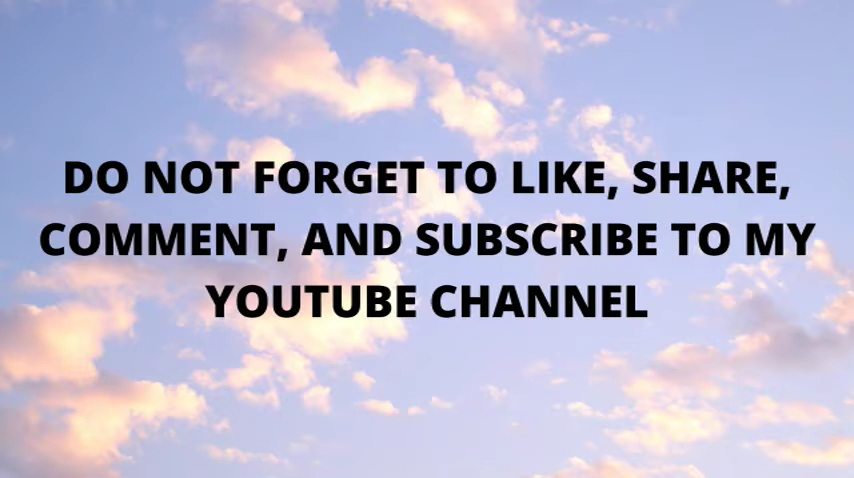 DO NOT FORGET TO LIKE, SHARE,
COMMENT, AND SUBSCRIBE TO MY
YOUTUBE CHANNEL